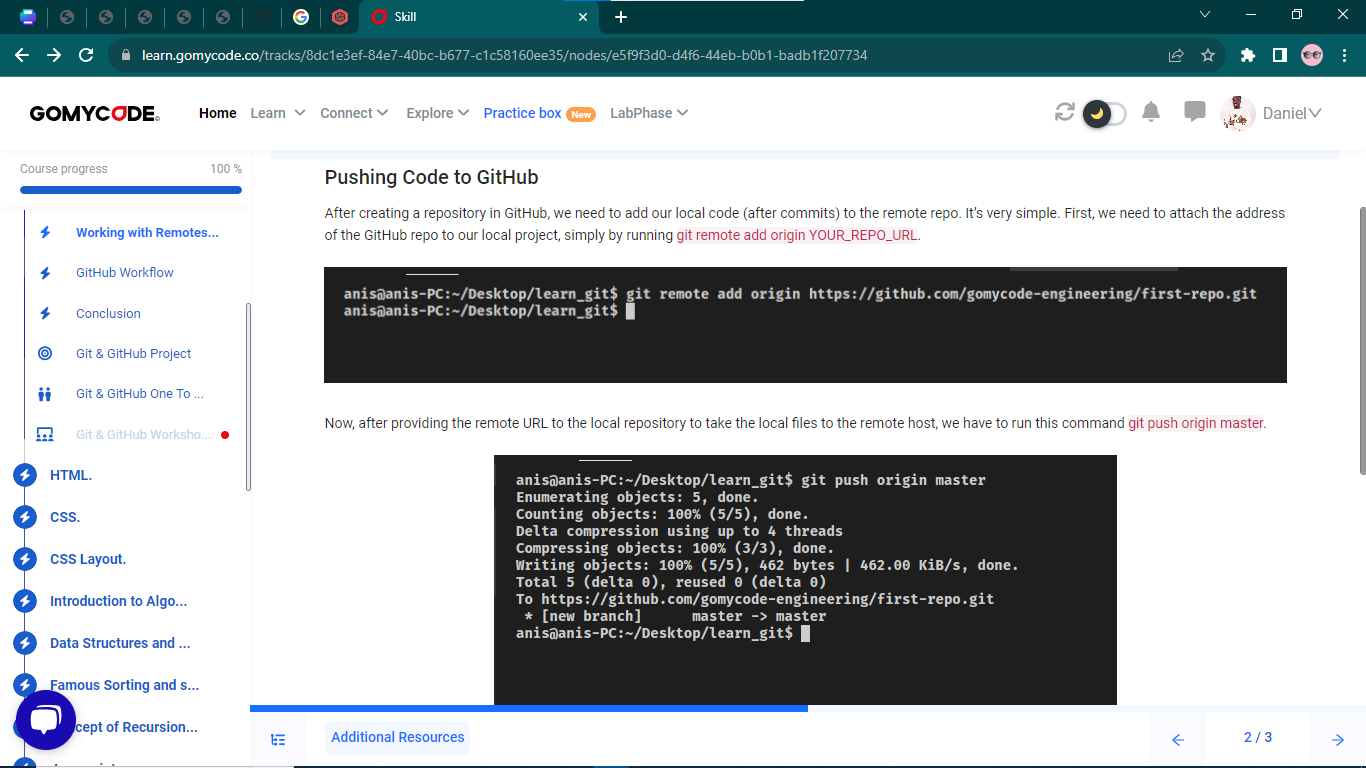 Skill
learn.gomycode.co/tracks/8dc1e3ef-84e7-40bc-b677-c1c58160ee35/nodes/e5f9f3d0-d4f6-44eb-b0b1-badb1f207734
GOMYCODE
Home Learn Connect Explore Practice box New LabPhase Daniel
Course progress 100 %
Working with Remotes...
GitHub Workflow
Conclusion
Git & GitHub Project
Git & GitHub One To ...
Git & GitHub Worksho...
HTML.
CSS.
CSS Layout.
Introduction to Algo...
Data Structures and ...
Famous Sorting and s...
cept of Recursion...
Pushing Code to GitHub
After creating a repository in GitHub, we need to add our local code (after commits) to the remote repo. It’s very simple. First, we need to attach the address
of the GitHub repo to our local project, simply by running git remote add origin YOUR_REPO_URL.
anis@anis-PC:~/Desktop/learn_git$ git remote add origin https://github.com/gomycode-engineering/first-repo.git
anis@anis-PC:~/Desktop/learn_git$
Now, after providing the remote URL to the local repository to take the local files to the remote host, we have to run this command git push origin master.
anis@anis-PC:~/Desktop/learn_git$ git push origin master
Enumerating objects: 5, done.
Counting objects: 100% (5/5), done.
Delta compression using up to 4 threads
Compressing objects: 100% (3/3), done.
Writing objects: 100% (5/5), 462 bytes | 462.00 KiB/s, done.
Total 5 (delta 0), reused 0 (delta 0)
To https://github.com/gomycode-engineering/first-repo.git
* [new branch] master -> master
anis@anis-PC:~/Desktop/learn_git$
Additional Resources
2 / 3